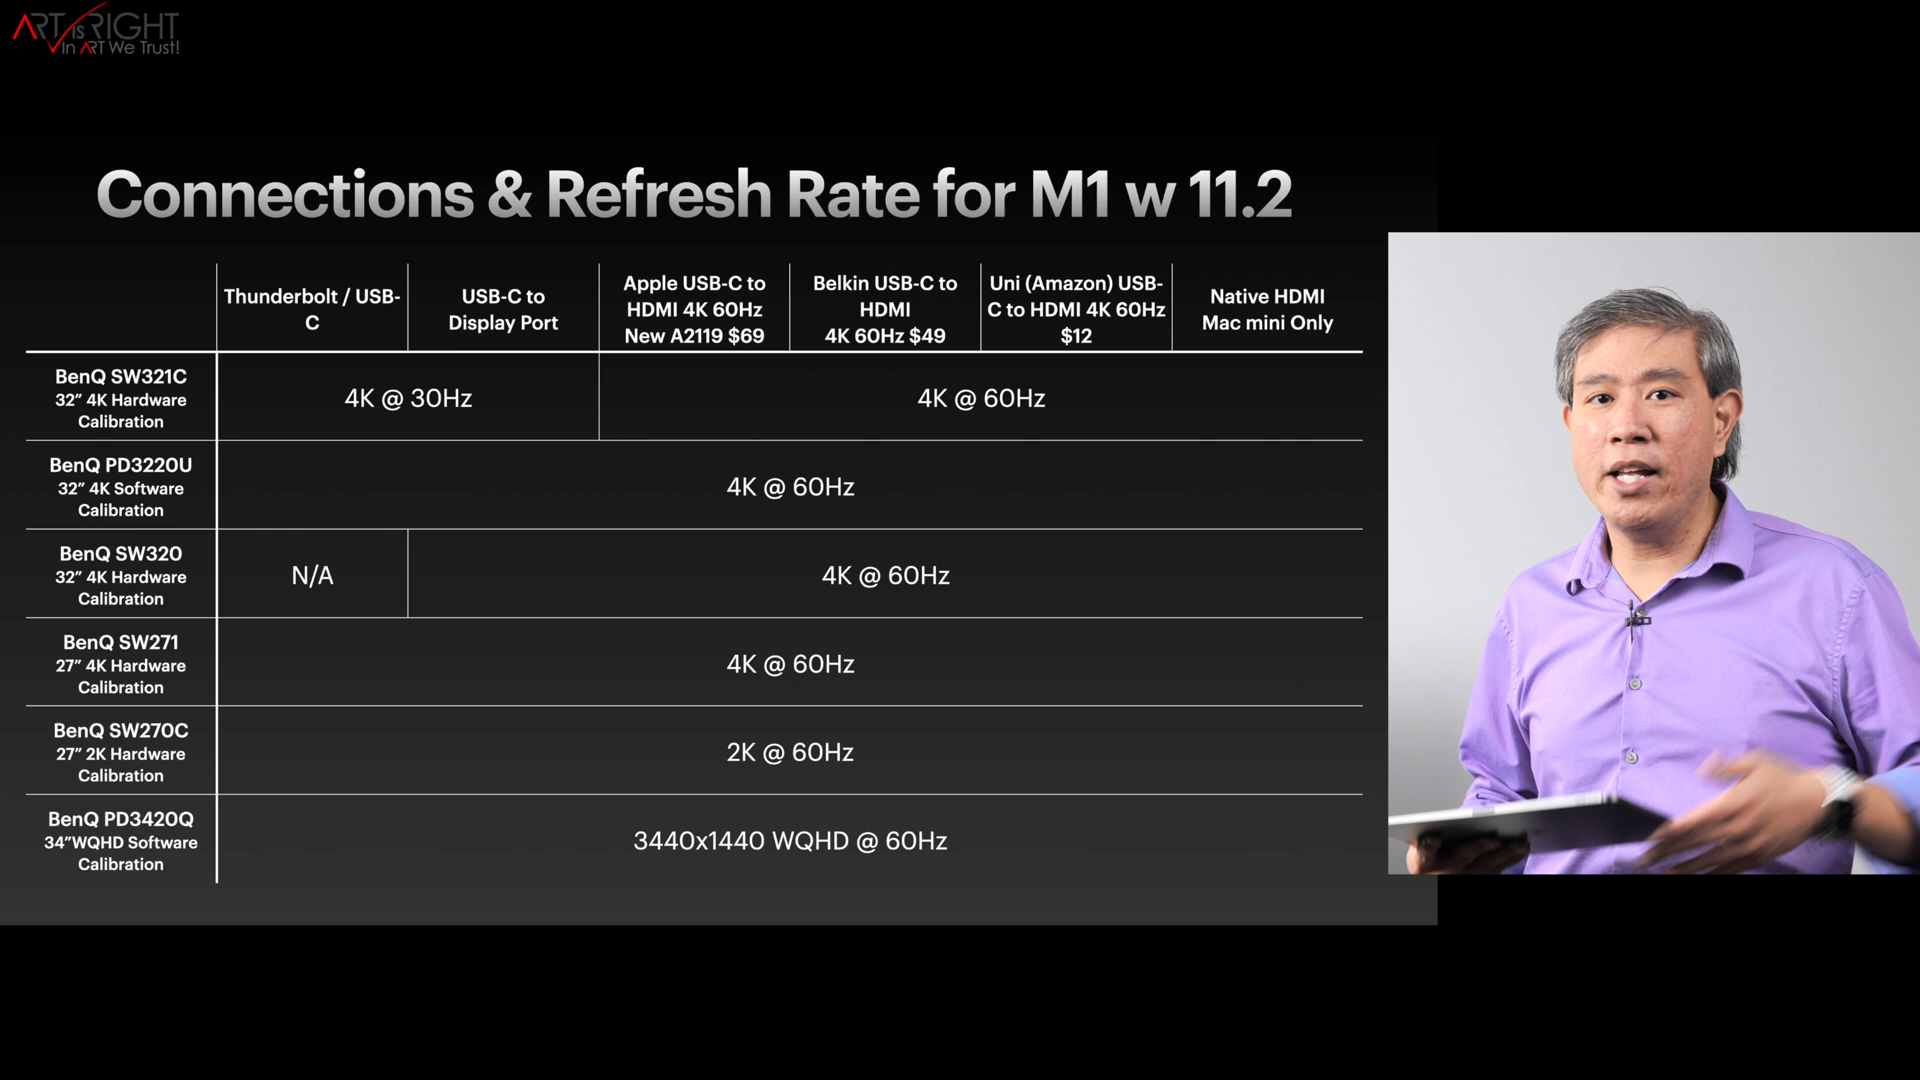 ART is RIGHT
In ART We Trust!
Connections & Refresh Rate for M1 w 11.2
Thunderbolt / USB-
C
USB-C to
Display Port
Apple USB-C to
HDMI 4K 60Hz
New A2119 $69
Belkin USB-C to
HDMI
4K 60Hz $49
Uni (Amazon) USB-
C to HDMI 4K 60Hz
$12
Native HDMI
Mac mini Only
BenQ SW321C
32” 4K Hardware
Calibration
4K @ 30Hz
4K @ 60Hz
BenQ PD3220U
32” 4K Software
Calibration
4K @ 60Hz
BenQ SW320
32” 4K Hardware
Calibration
N/A
4K @ 60Hz
BenQ SW271
27” 4K Hardware
Calibration
4K @ 60Hz
BenQ SW270C
27” 2K Hardware
Calibration
2K @ 60Hz
BenQ PD3420Q
34”WQHD Software
Calibration
3440x1440 WQHD @ 60Hz